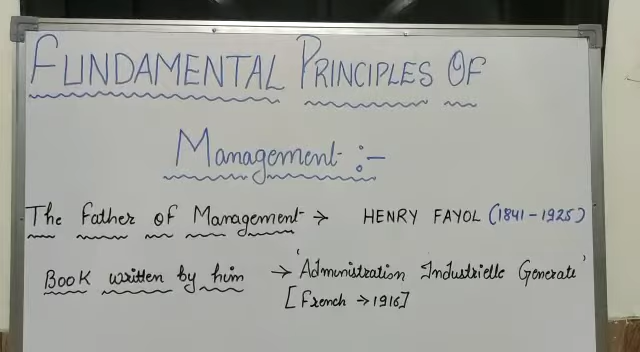 FUNDAMENTAL PRINCIPLES OF
Management :-
The Father of Management → HENRY FAYOL (1841-1925)
Book written by him → 'Administration Industrielle Generate'
[French → 1916]